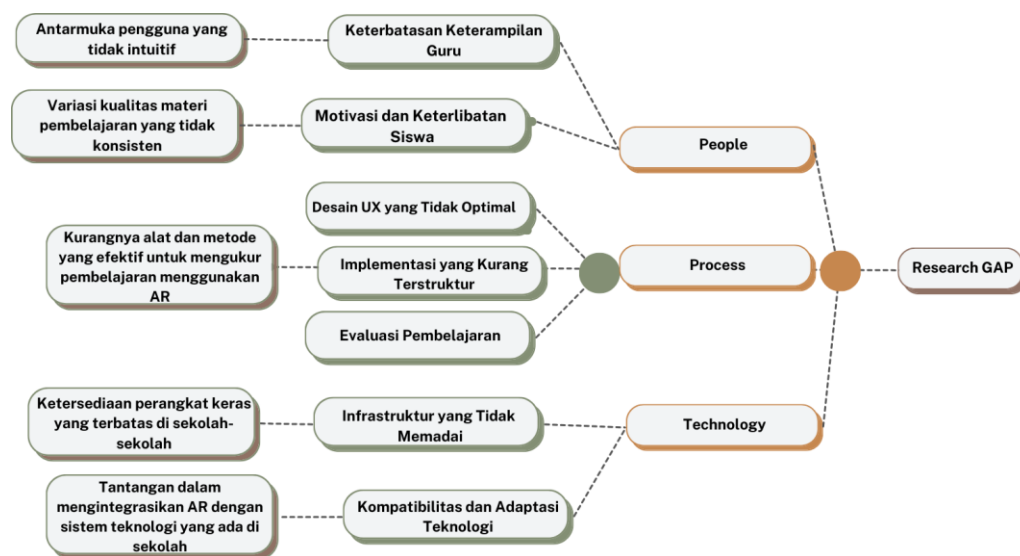 Antarmuka pengguna yang
tidak intuitif
Keterbatasan Keterampilan
Guru
Variasi kualitas materi
pembelajaran yang tidak
konsisten
Motivasi dan Keterlibatan
Siswa
People
Desain UX yang Tidak Optimal
Kurangnya alat dan metode
yang efektif untuk mengukur
pembelajaran menggunakan
AR
Implementasi yang Kurang
Terstruktur
Process
Research GAP
Evaluasi Pembelajaran
Ketersediaan perangkat keras
yang terbatas di sekolah-
sekolah
Infrastruktur yang Tidak
Memadai
Technology
Tantangan dalam
mengintegrasikan AR dengan
sistem teknologi yang ada di
sekolah
Kompatibilitas dan Adaptasi
Teknologi